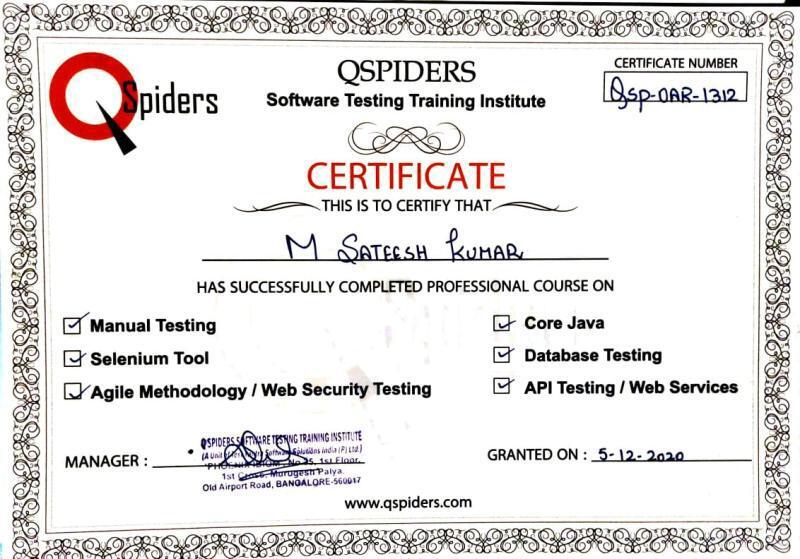 QSpiders
QSPIDERS
Software Testing Training Institute
CERTIFICATE NUMBER
Qsp-OAR-1312
CERTIFICATE
THIS IS TO CERTIFY THAT
M SATEESH KUMAR
HAS SUCCESSFULLY COMPLETED PROFESSIONAL COURSE ON
Manual Testing
Selenium Tool
Agile Methodology / Web Security Testing
Core Java
Database Testing
API Testing / Web Services
MANAGER :
QSPIDERS SOFTWARE TESTING TRAINING INSTITUTE
(A Unit of Software Solutions India (P) Ltd.)
No 25, 1st Floor,
1st Cross, Murugesh Palya,
Old Airport Road, BANGALORE-560017
GRANTED ON : 5-12-2020
www.qspiders.com